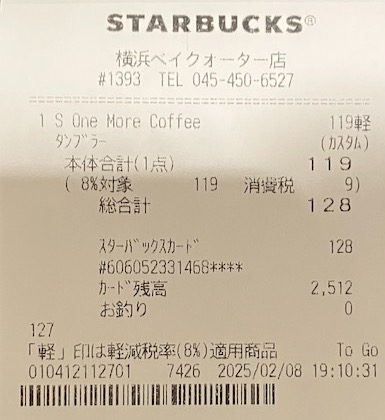 STARBUCKS®
横浜ベイクォーター店
#1393 TEL 045-450-6527
1 S One More Coffee 119軽
ﾀﾝﾌﾞﾗｰ (カスタム)
本体合計(1点) 119
( 8%対象 119 消費税 9)
総合計 128
ｽﾀｰﾊﾞｯｸｽｶｰﾄﾞ 128
#606052331468****
ｶｰﾄﾞ残高 2,512
お釣り 0
127
「軽」印は軽減税率(8%)適用商品 To Go
010412112701 7426 2025/02/08 19:10:31